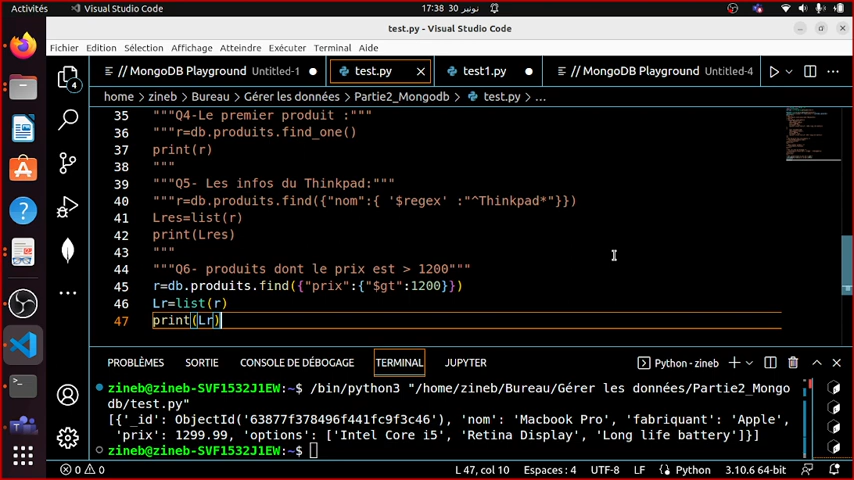 Activités
Visual Studio Code
17:38 30 نونبر
test.py - Visual Studio Code
Fichier Edition Sélection Affichage Atteindre Exécuter Terminal Aide
// MongoDB Playground Untitled-1
test.py
test1.py
// MongoDB Playground Untitled-4
home > zineb > Bureau > Gérer les données > Partie2_Mongodb > test.py > ...
35 """Q4-Le premier produit :"""
36 """r=db.produits.find_one()
37 print(r)
38 """
39 """Q5- Les infos du Thinkpad:"""
40 """r=db.produits.find({"nom":{ '$regex' :"^Thinkpad*"}})
41 Lres=list(r)
42 print(Lres)
43 """
44 """Q6- produits dont le prix est > 1200"""
45 r=db.produits.find({"prix":{"$gt":1200}})
46 Lr=list(r)
47 print(Lr)
4
PROBLÈMES SORTIE CONSOLE DE DÉBOGAGE TERMINAL JUPYTER
Python - zineb
zineb@zineb-SVF1532J1EW:~$ /bin/python3 "/home/zineb/Bureau/Gérer les données/Partie2_Mongo
db/test.py"
[{'_id': ObjectId('63877f378496f441fc9f3c46'), 'nom': 'Macbook Pro', 'fabriquant': 'Apple',
'prix': 1299.99, 'options': ['Intel Core i5', 'Retina Display', 'Long life battery']}]
zineb@zineb-SVF1532J1EW:~$
0 0
L 47, col 10 Espaces : 4 UTF-8 LF Python 3.10.6 64-bit